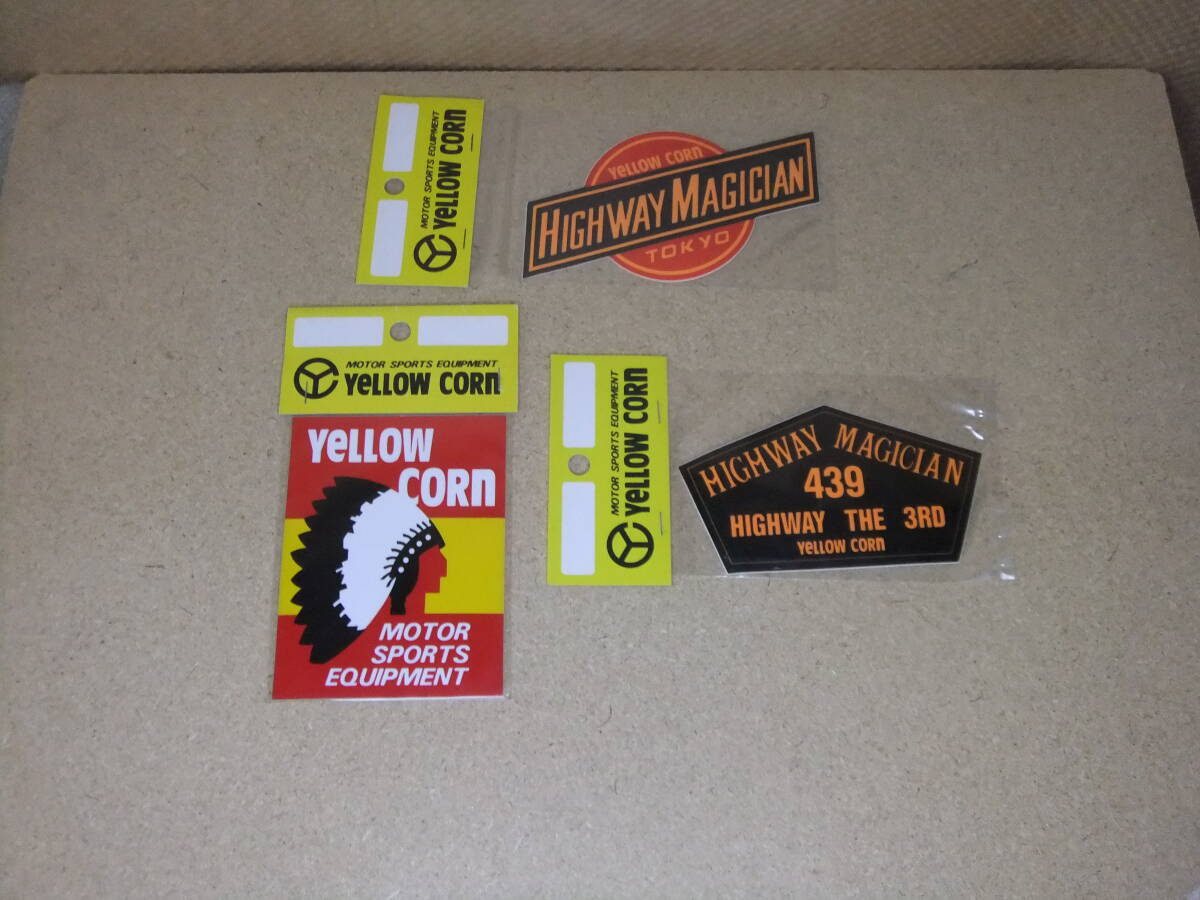 MOTOR SPORTS EQUIPMENT
YeLLOW CORn
YeLLOW CORn
HIGHWAY MAGICIAN
TOKYO
MOTOR SPORTS EQUIPMENT
YeLLOW CORn
YeLLOW
CORn
MOTOR
SPORTS
EQUIPMENT
MOTOR SPORTS EQUIPMENT
YeLLOW CORn
HIGHWAY MAGICIAN
439
HIGHWAY THE 3RD
YeLLOW CORn